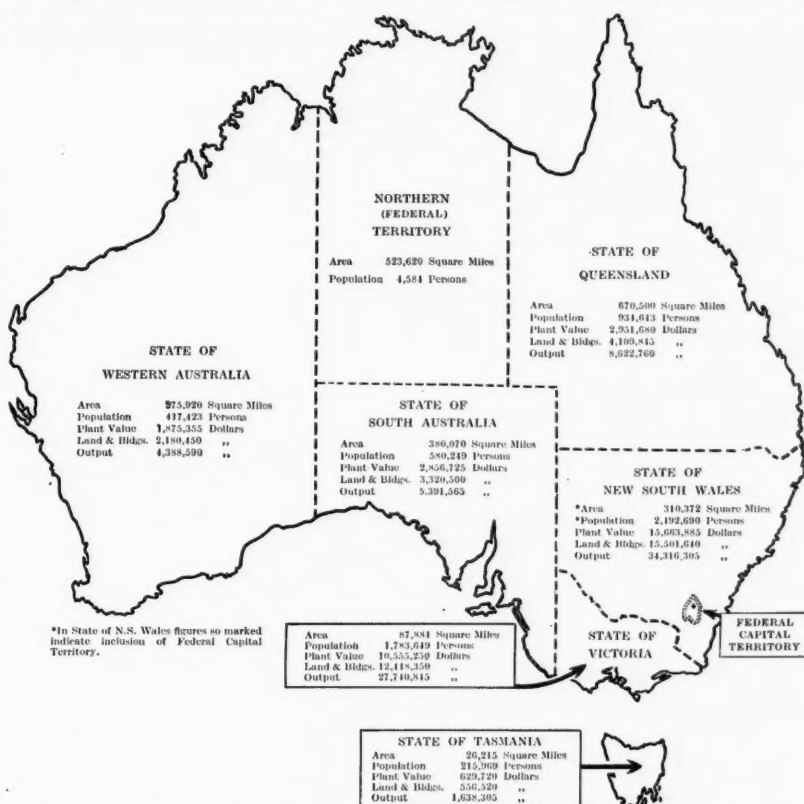 NORTHERN
(FEDERAL)
TERRITORY
Area 523,620 Square Miles
Population 4,584 Persons
STATE OF
QUEENSLAND
Area 670,500 Square Miles
Population 934,643 Persons
Plant Value 2,951,680 Dollars
Land & Bldgs. 4,109,845 „
Output 8,622,760 „
STATE OF
WESTERN AUSTRALIA
Area 975,920 Square Miles
Population 417,423 Persons
Plant Value 1,875,355 Dollars
Land & Bldgs. 2,180,450 „
Output 4,388,590 „
STATE OF
SOUTH AUSTRALIA
Area 380,070 Square Miles
Population 580,249 Persons
Plant Value 2,856,725 Dollars
Land & Bldgs. 3,320,500 „
Output 5.391,565 „
STATE OF
NEW SOUTH WALES
*Area 310,372 Square Miles
*Population 2,492,690 Persons
Plant Value 15,663,885 Dollars
Land & Bldgs. 15,501,640 „
Output 34,316,305 „
*In State of N.S. Wales figures so marked
indicate inclusion of Federal Capital
Territory.
STATE OF
VICTORIA
FEDERAL
CAPITAL
TERRITORY
Area 87,884 Square Miles
Population 1,783,649 Persons
Plant Value 10,555,250 Dollars
Land & Bldgs. 12,418,350 „
Output 27,740,845 „
STATE OF TASMANIA
Area 26,215 Square Miles
Population 215,969 Persons
Plant Value 629,720 Dollars
Land & Bldgs. 556,520 „
Output 1,638,305 „